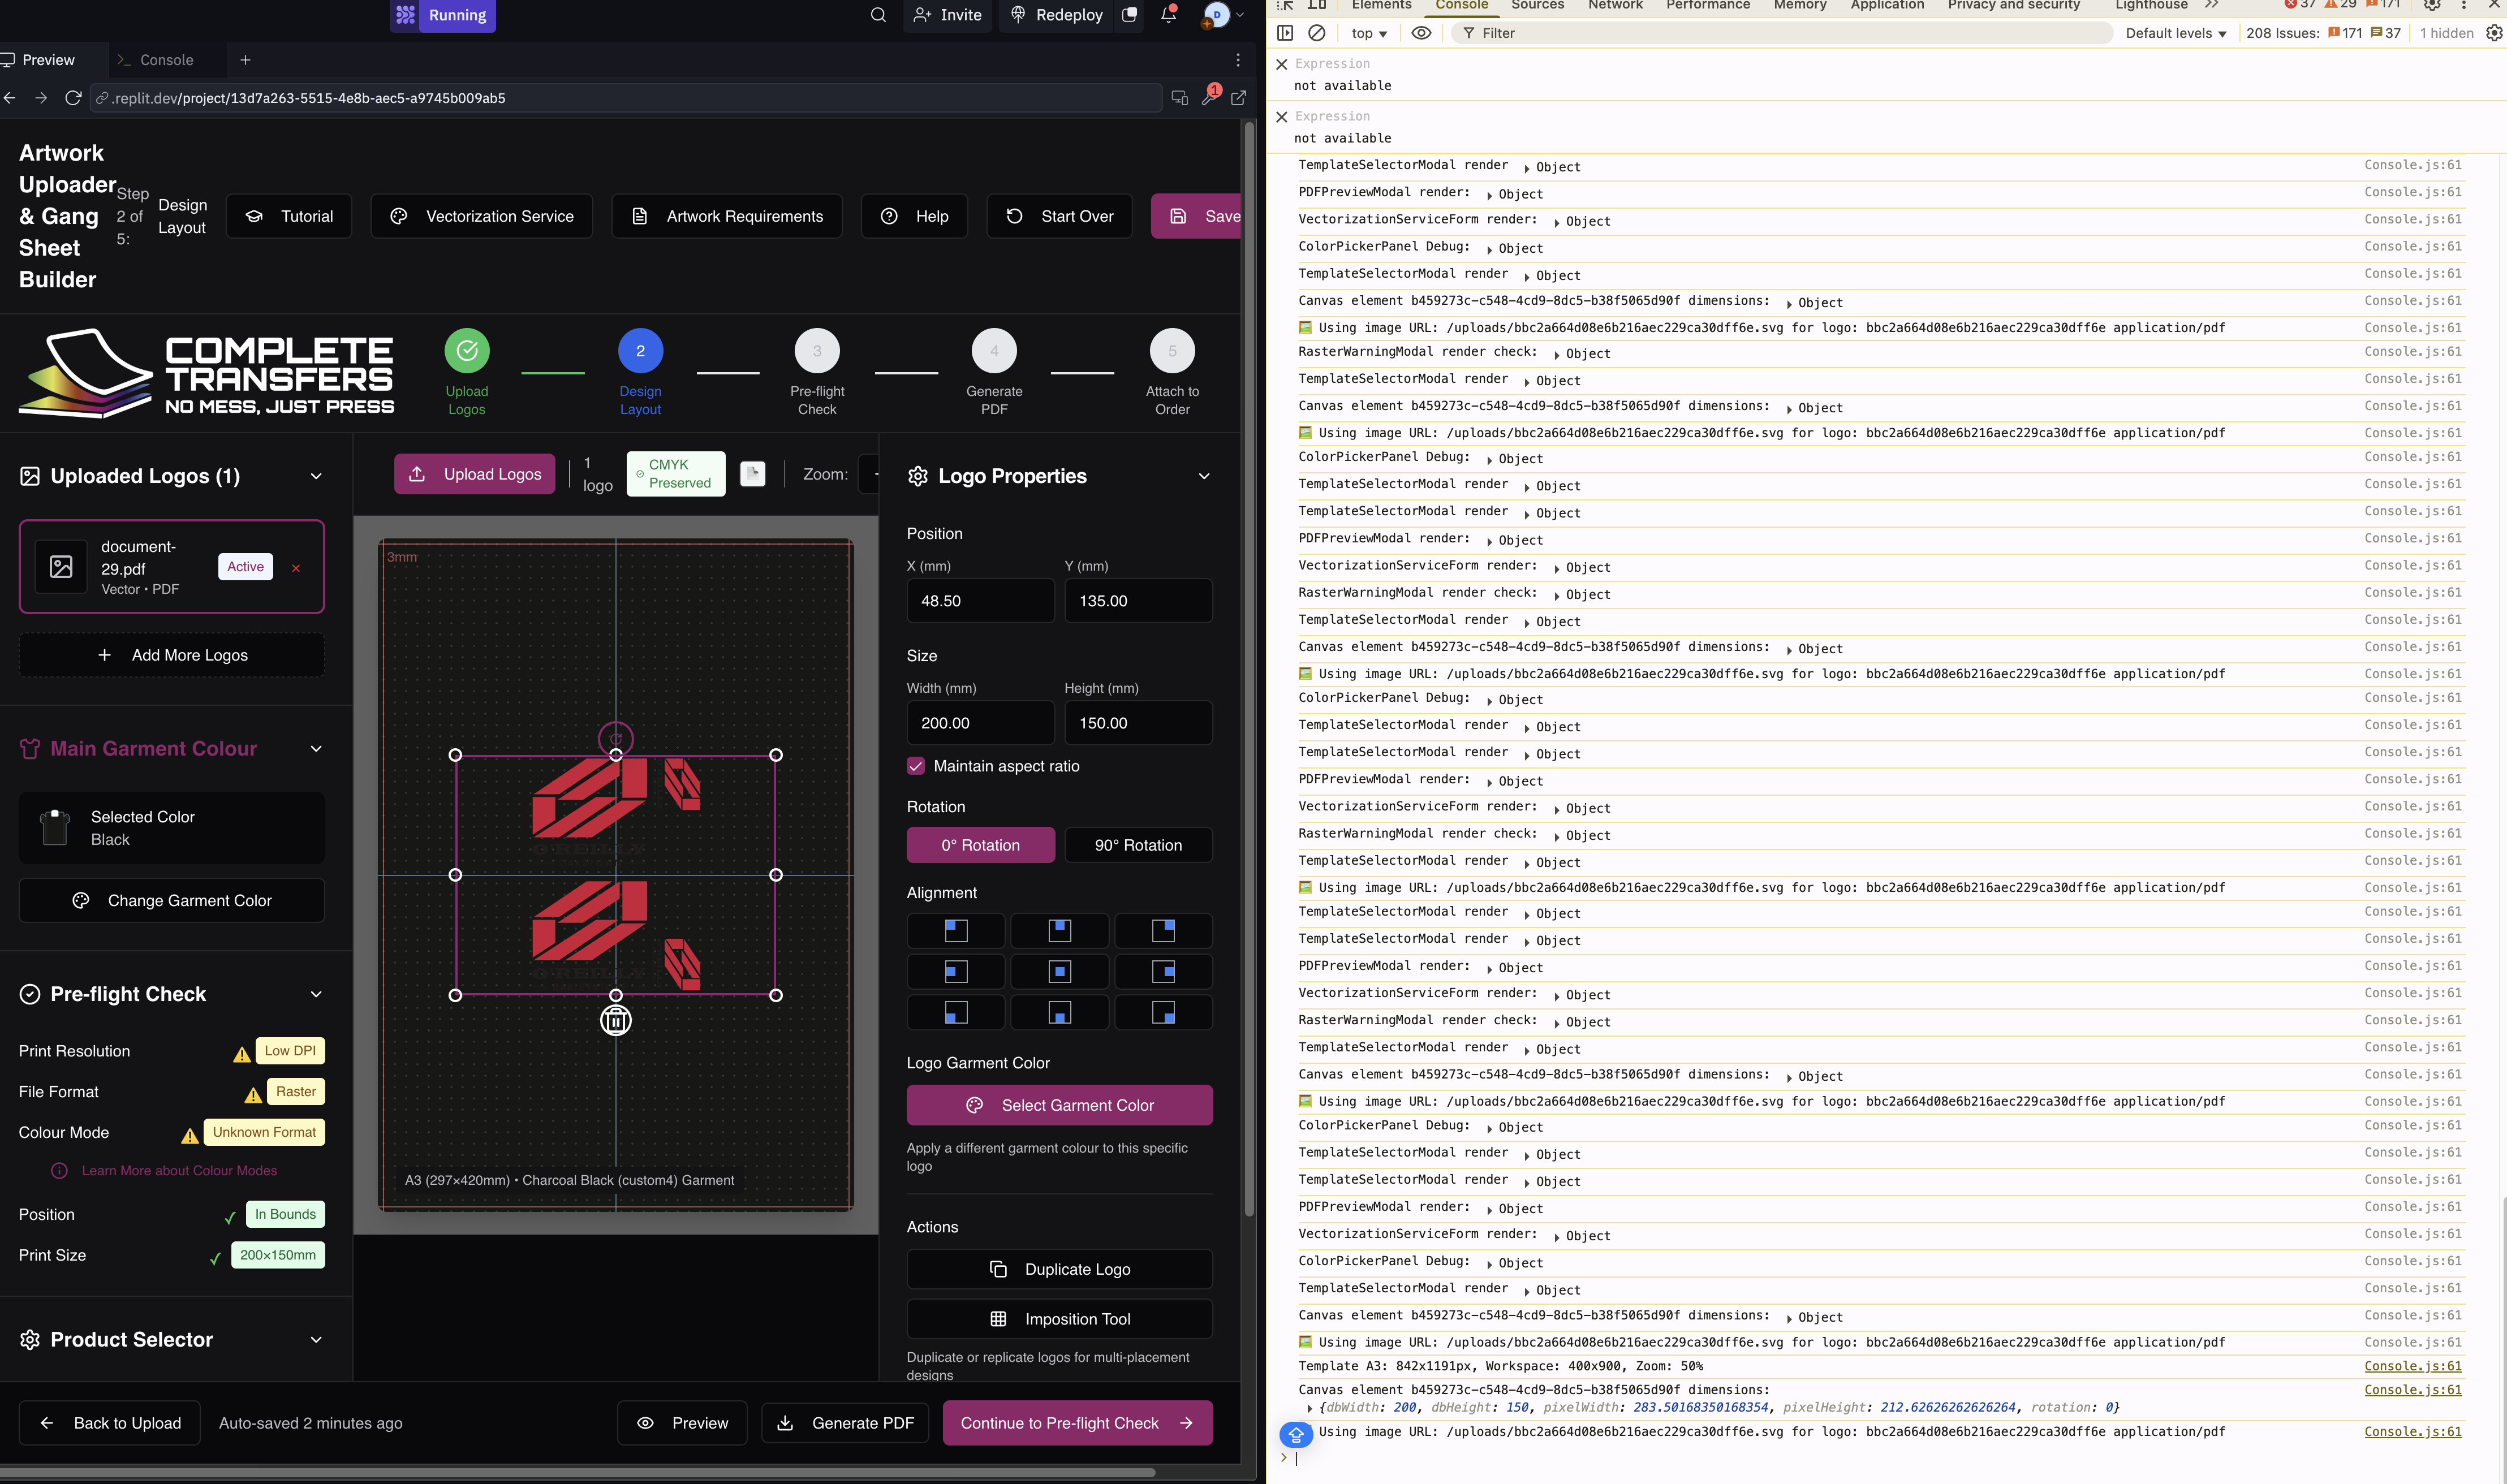 Running
Invite
Redeploy
D
Preview
Console
.replit.dev/project/13d7a263-5515-4e8b-aec5-a9745b009ab5
1
Artwork
Uploader
& Gang
Sheet
Builder
Step
2 of
5:
Design
Layout
Tutorial
Vectorization Service
Artwork Requirements
Help
Start Over
Save
COMPLETE
TRANSFERS
NO MESS, JUST PRESS
Upload
Logos
2
Design
Layout
3
Pre-flight
Check
4
Generate
PDF
5
Attach to
Order
Uploaded Logos (1)
document-
29.pdf
Vector • PDF
Active
Add More Logos
Main Garment Colour
Selected Color
Black
Change Garment Color
Pre-flight Check
Print Resolution
Low DPI
File Format
Raster
Colour Mode
Unknown Format
Learn More about Colour Modes
Position
In Bounds
Print Size
200×150mm
Product Selector
Upload Logos
1
logo
CMYK
Preserved
Zoom:
3mm
A3 (297×420mm) • Charcoal Black (custom4) Garment
Logo Properties
Position
X (mm)
Y (mm)
48.50
135.00
Size
Width (mm)
Height (mm)
200.00
150.00
Maintain aspect ratio
Rotation
0° Rotation
90° Rotation
Alignment
Logo Garment Color
Select Garment Color
Apply a different garment colour to this specific
logo
Actions
Duplicate Logo
Imposition Tool
Duplicate or replicate logos for multi-placement
designs
Back to Upload
Auto-saved 2 minutes ago
Preview
Generate PDF
Continue to Pre-flight Check
Elements
Console
Sources
Network
Performance
Memory
Application
Privacy and security
Lighthouse
37
29
171
top
Filter
Default levels
208 Issues:
171
37
1 hidden
Expression
not available
Expression
not available
TemplateSelectorModal render Object Console.js:61
PDFPreviewModal render: Object Console.js:61
VectorizationServiceForm render: Object Console.js:61
ColorPickerPanel Debug: Object Console.js:61
TemplateSelectorModal render Object Console.js:61
Canvas element b459273c-c548-4cd9-8dc5-b38f5065d90f dimensions: Object Console.js:61
Using image URL: /uploads/bbc2a664d08e6b216aec229ca30dff6e.svg for logo: bbc2a664d08e6b216aec229ca30dff6e application/pdf Console.js:61
RasterWarningModal render check: Object Console.js:61
TemplateSelectorModal render Object Console.js:61
Canvas element b459273c-c548-4cd9-8dc5-b38f5065d90f dimensions: Object Console.js:61
Using image URL: /uploads/bbc2a664d08e6b216aec229ca30dff6e.svg for logo: bbc2a664d08e6b216aec229ca30dff6e application/pdf Console.js:61
ColorPickerPanel Debug: Object Console.js:61
TemplateSelectorModal render Object Console.js:61
TemplateSelectorModal render Object Console.js:61
PDFPreviewModal render: Object Console.js:61
VectorizationServiceForm render: Object Console.js:61
RasterWarningModal render check: Object Console.js:61
TemplateSelectorModal render Object Console.js:61
Canvas element b459273c-c548-4cd9-8dc5-b38f5065d90f dimensions: Object Console.js:61
Using image URL: /uploads/bbc2a664d08e6b216aec229ca30dff6e.svg for logo: bbc2a664d08e6b216aec229ca30dff6e application/pdf Console.js:61
ColorPickerPanel Debug: Object Console.js:61
TemplateSelectorModal render Object Console.js:61
TemplateSelectorModal render Object Console.js:61
PDFPreviewModal render: Object Console.js:61
VectorizationServiceForm render: Object Console.js:61
RasterWarningModal render check: Object Console.js:61
TemplateSelectorModal render Object Console.js:61
Using image URL: /uploads/bbc2a664d08e6b216aec229ca30dff6e.svg for logo: bbc2a664d08e6b216aec229ca30dff6e application/pdf Console.js:61
TemplateSelectorModal render Object Console.js:61
TemplateSelectorModal render Object Console.js:61
PDFPreviewModal render: Object Console.js:61
VectorizationServiceForm render: Object Console.js:61
RasterWarningModal render check: Object Console.js:61
TemplateSelectorModal render Object Console.js:61
Canvas element b459273c-c548-4cd9-8dc5-b38f5065d90f dimensions: Object Console.js:61
Using image URL: /uploads/bbc2a664d08e6b216aec229ca30dff6e.svg for logo: bbc2a664d08e6b216aec229ca30dff6e application/pdf Console.js:61
ColorPickerPanel Debug: Object Console.js:61
TemplateSelectorModal render Object Console.js:61
TemplateSelectorModal render Object Console.js:61
PDFPreviewModal render: Object Console.js:61
VectorizationServiceForm render: Object Console.js:61
ColorPickerPanel Debug: Object Console.js:61
TemplateSelectorModal render Object Console.js:61
Canvas element b459273c-c548-4cd9-8dc5-b38f5065d90f dimensions: Object Console.js:61
Using image URL: /uploads/bbc2a664d08e6b216aec229ca30dff6e.svg for logo: bbc2a664d08e6b216aec229ca30dff6e application/pdf Console.js:61
Template A3: 842x1191px, Workspace: 400x900, Zoom: 50% Console.js:61
Canvas element b459273c-c548-4cd9-8dc5-b38f5065d90f dimensions: Console.js:61
{dbWidth: 200, dbHeight: 150, pixelWidth: 283.50168350168354, pixelHeight: 212.62626262626264, rotation: 0}
Using image URL: /uploads/bbc2a664d08e6b216aec229ca30dff6e.svg for logo: bbc2a664d08e6b216aec229ca30dff6e application/pdf Console.js:61